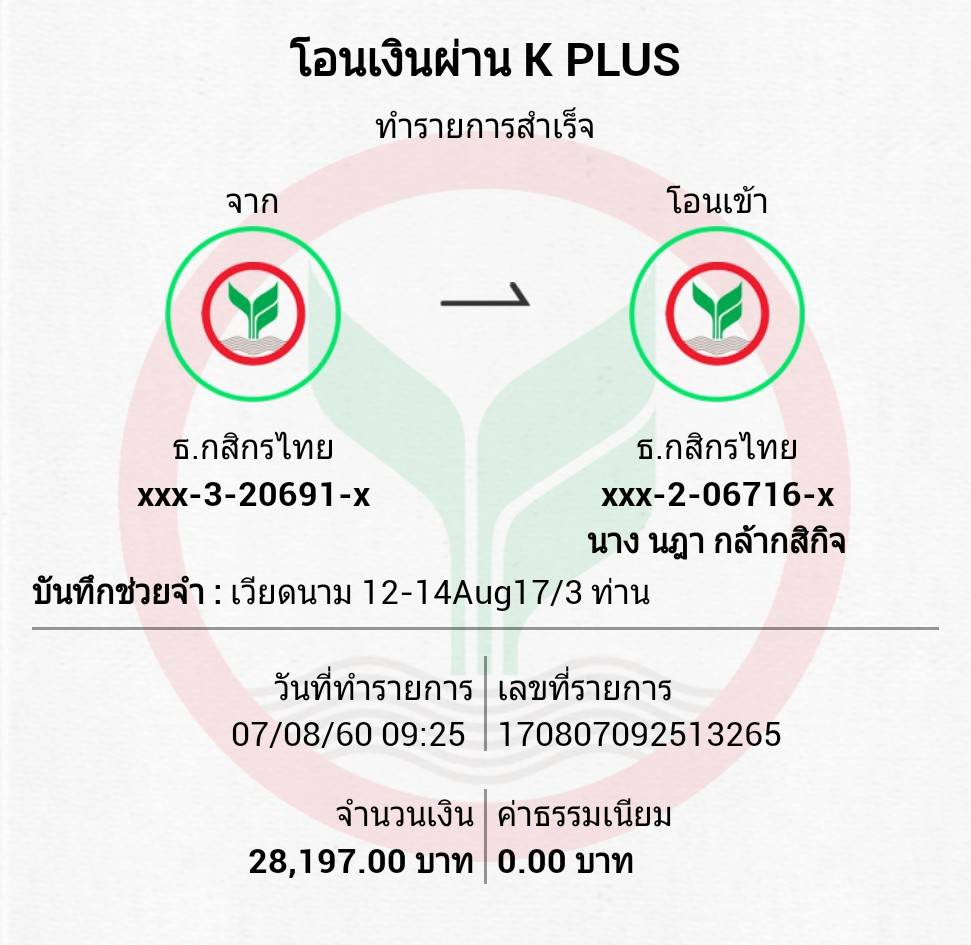 โอนเงินผ่าน K PLUS
ทำรายการสำเร็จ
จาก
โอนเข้า
ธ.กสิกรไทย
xxx-3-20691-x
ธ.กสิกรไทย
xxx-2-06716-x
นาง นฎา กล้ากสิกิจ
บันทึกช่วยจำ : เวียดนาม 12-14Aug17/3 ท่าน
วันที่ทำรายการ
07/08/60 09:25
เลขที่รายการ
170807092513265
จำนวนเงิน
28,197.00 บาท
ค่าธรรมเนียม
0.00 บาท